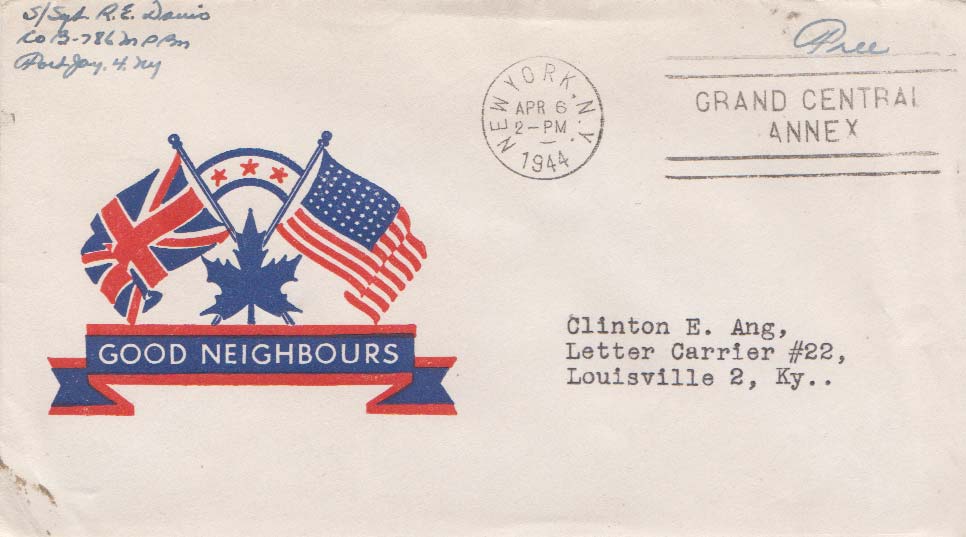 S/Sgt R. E. Davis
Co B-786 M P Bn
Fort Jay, 4, Ny
Free
NEW YORK, N.Y.
APR 6
2-PM
1944
GRAND CENTRAL
ANNEX
GOOD NEIGHBOURS
Clinton E. Ang,
Letter Carrier #22,
Louisville 2, Ky..